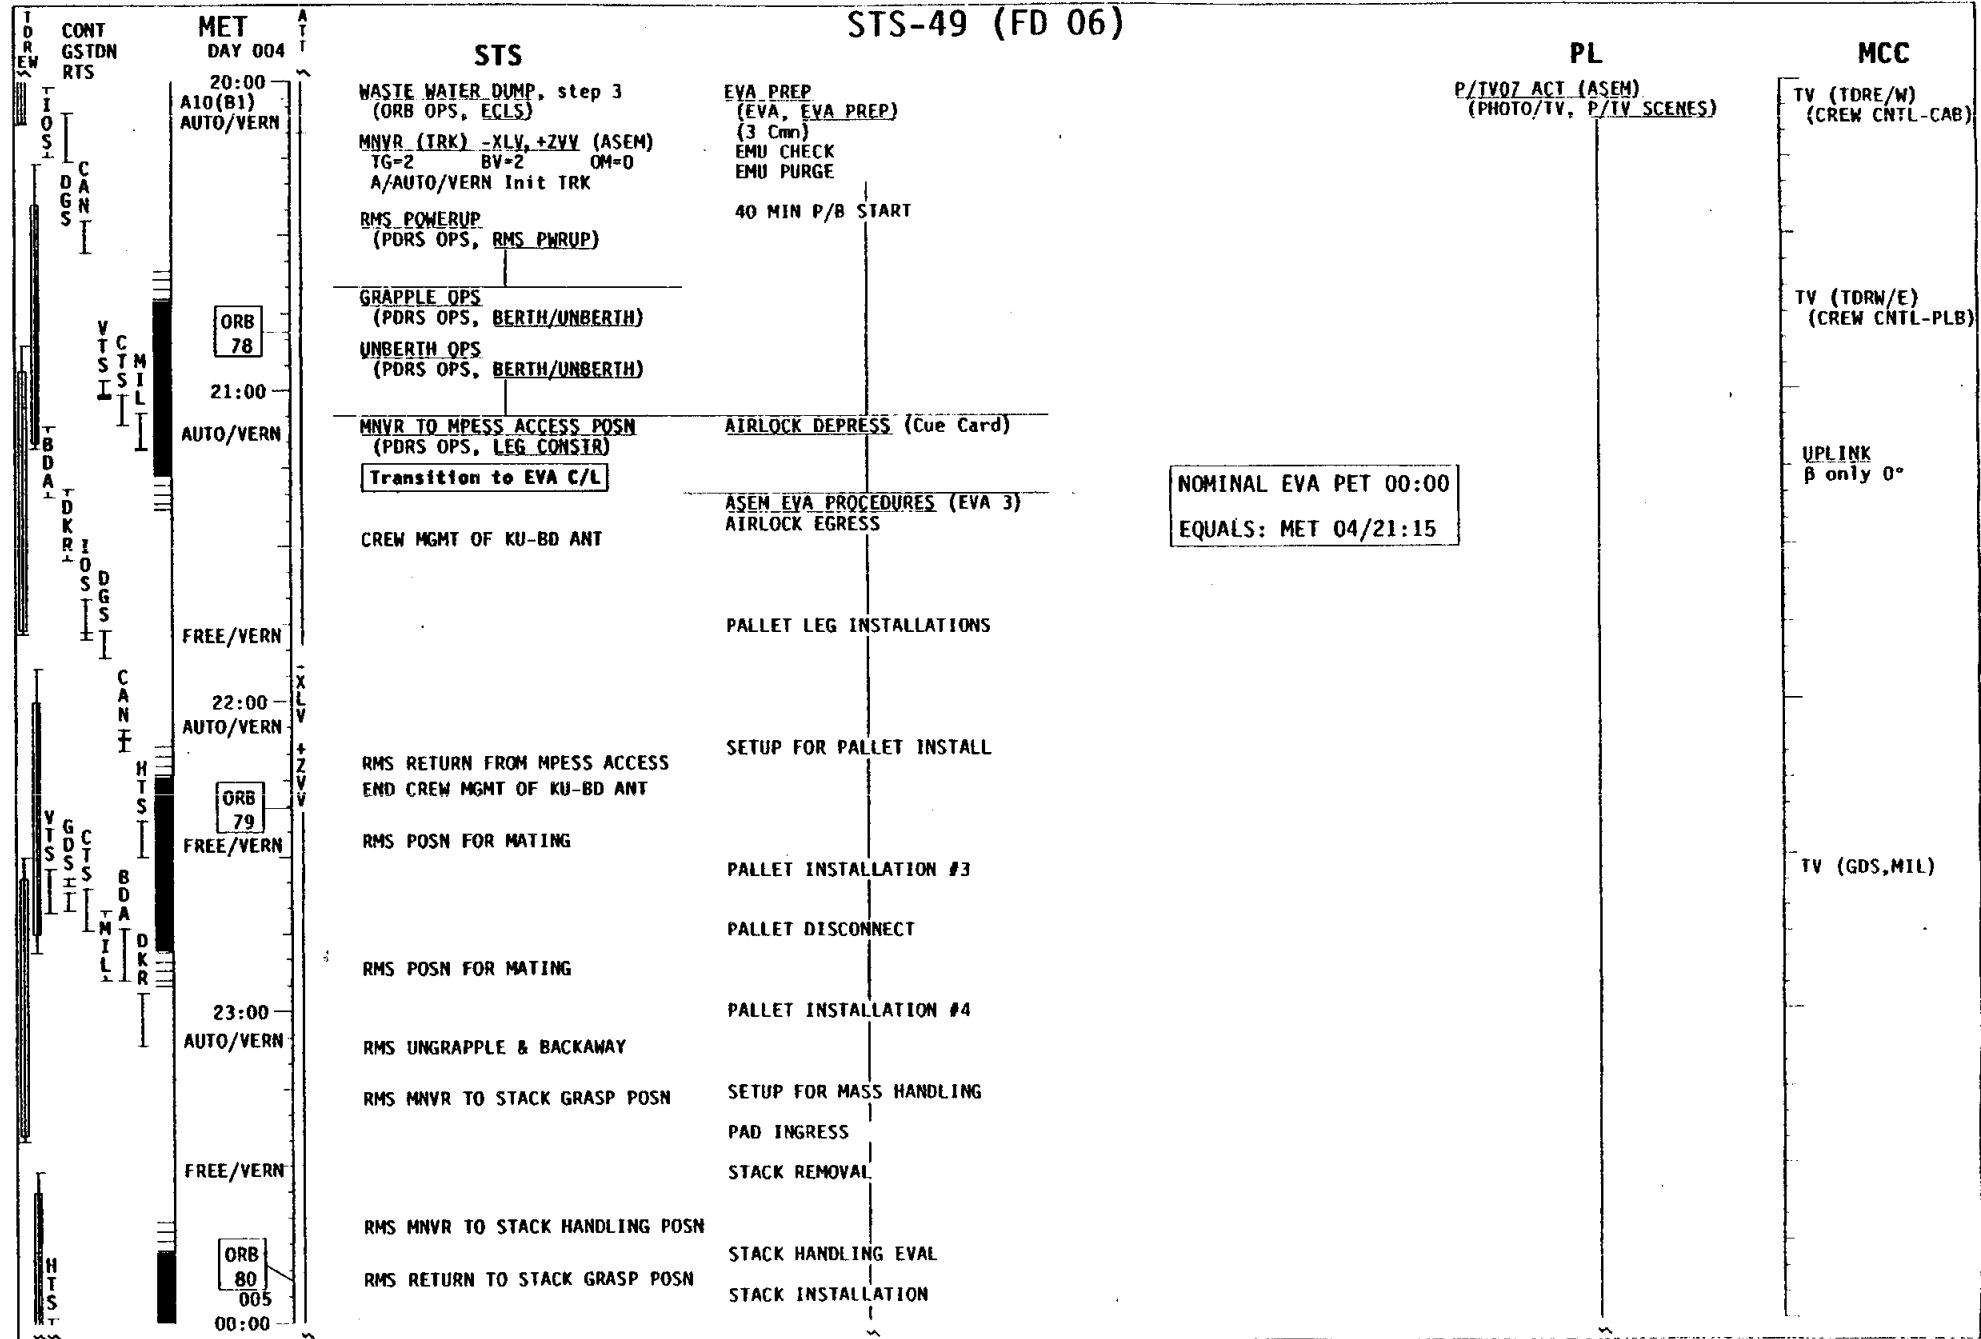 STS-49 (FD 06)
TDREW
CONT
GSTDN
RTS
MET
DAY 004
ATT
STS
PL
MCC
20:00
A10(B1)
AUTO/VERN
IOS
DGS
CAN
VTS
CTS
MIL
ORB
78
21:00
AUTO/VERN
BDA
DKR
IOS
DGS
FREE/VERN
CAN
22:00
AUTO/VERN
-XLV +ZVV
HTS
ORB
79
FREE/VERN
VTS
GDS
CTS
BDA
MIL
DKR
23:00
AUTO/VERN
FREE/VERN
HTS
ORB
80
005
00:00
WASTE WATER DUMP, step 3
(ORB OPS, ECLS)
MNVR (TRK) -XLV, +ZVV (ASEM)
TG=2 BV=2 OM=0
A/AUTO/VERN Init TRK
RMS POWERUP
(PDRS OPS, RMS PWRUP)
GRAPPLE OPS
(PDRS OPS, BERTH/UNBERTH)
UNBERTH OPS
(PDRS OPS, BERTH/UNBERTH)
MNVR TO MPESS ACCESS POSN
(PDRS OPS, LEG CONSTR)
Transition to EVA C/L
CREW MGMT OF KU-BD ANT
RMS RETURN FROM MPESS ACCESS
END CREW MGMT OF KU-BD ANT
RMS POSN FOR MATING
RMS POSN FOR MATING
RMS UNGRAPPLE & BACKAWAY
RMS MNVR TO STACK GRASP POSN
RMS MNVR TO STACK HANDLING POSN
RMS RETURN TO STACK GRASP POSN
EVA PREP
(EVA, EVA PREP)
(3 Cmn)
EMU CHECK
EMU PURGE
40 MIN P/B START
AIRLOCK DEPRESS (Cue Card)
ASEM EVA PROCEDURES (EVA 3)
AIRLOCK EGRESS
PALLET LEG INSTALLATIONS
SETUP FOR PALLET INSTALL
PALLET INSTALLATION #3
PALLET DISCONNECT
PALLET INSTALLATION #4
SETUP FOR MASS HANDLING
PAD INGRESS
STACK REMOVAL
STACK HANDLING EVAL
STACK INSTALLATION
NOMINAL EVA PET 00:00
EQUALS: MET 04/21:15
P/TV07 ACT (ASEM)
(PHOTO/TV, P/TV SCENES)
TV (TDRE/W)
(CREW CNTL-CAB)
TV (TDRW/E)
(CREW CNTL-PLB)
UPLINK
β only 0°
TV (GDS,MIL)